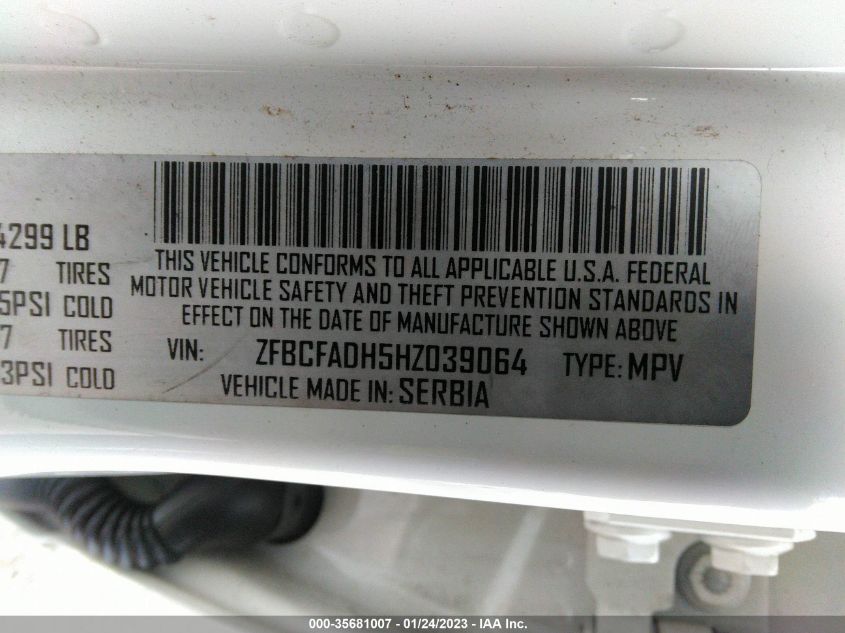 4299 LB
7 TIRES
5PSI COLD
7 TIRES
3PSI COLD
THIS VEHICLE CONFORMS TO ALL APPLICABLE U.S.A. FEDERAL
MOTOR VEHICLE SAFETY AND THEFT PREVENTION STANDARDS IN
EFFECT ON THE DATE OF MANUFACTURE SHOWN ABOVE
VIN: ZFBCFADH5HZ039064 TYPE: MPV
VEHICLE MADE IN: SERBIA
000-35681007 - 01/24/2023 - IAA Inc.